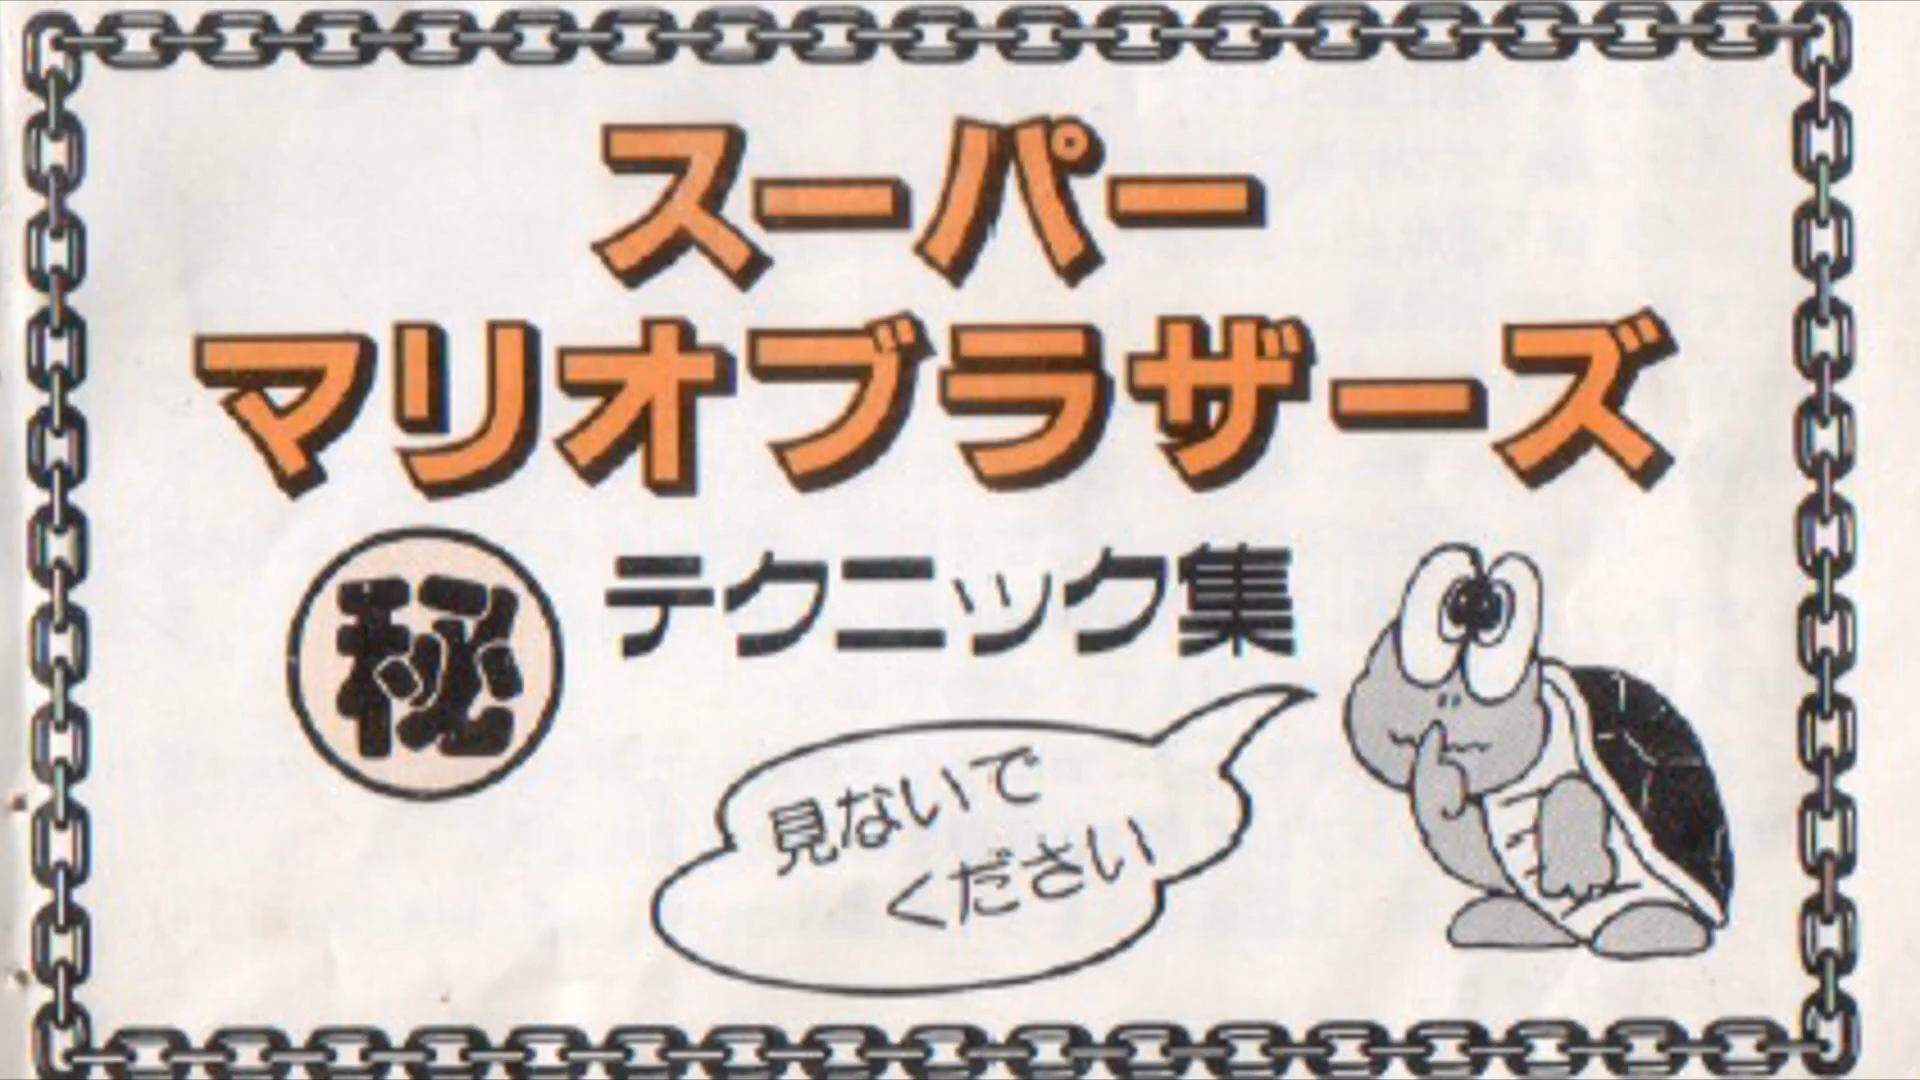 スーパー
マリオブラザーズ
㊙テクニック集
見ないで
ください